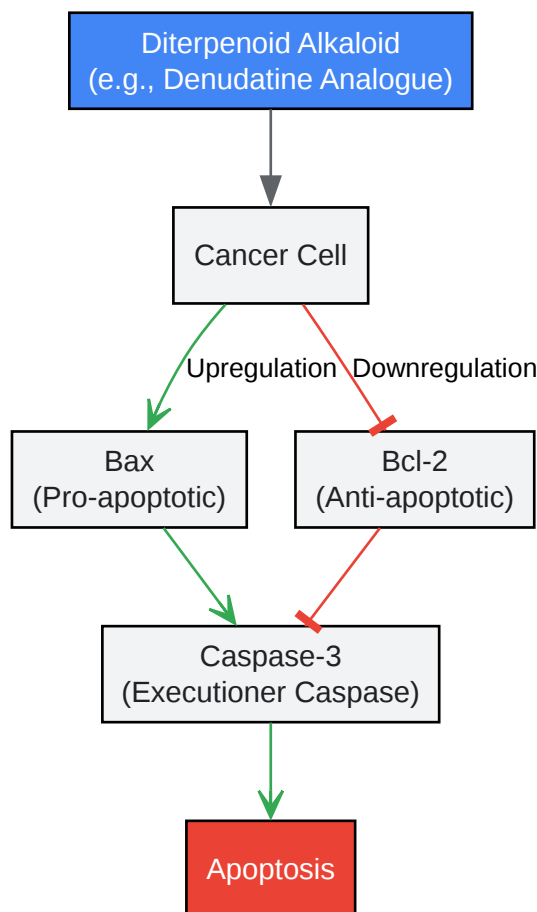 Diterpenoid Alkaloid
(e.g., Denudatine Analogue)
Cancer Cell
Upregulation
Downregulation
Bax
(Pro-apoptotic)
Bcl-2
(Anti-apoptotic)
Caspase-3
(Executioner Caspase)
Apoptosis